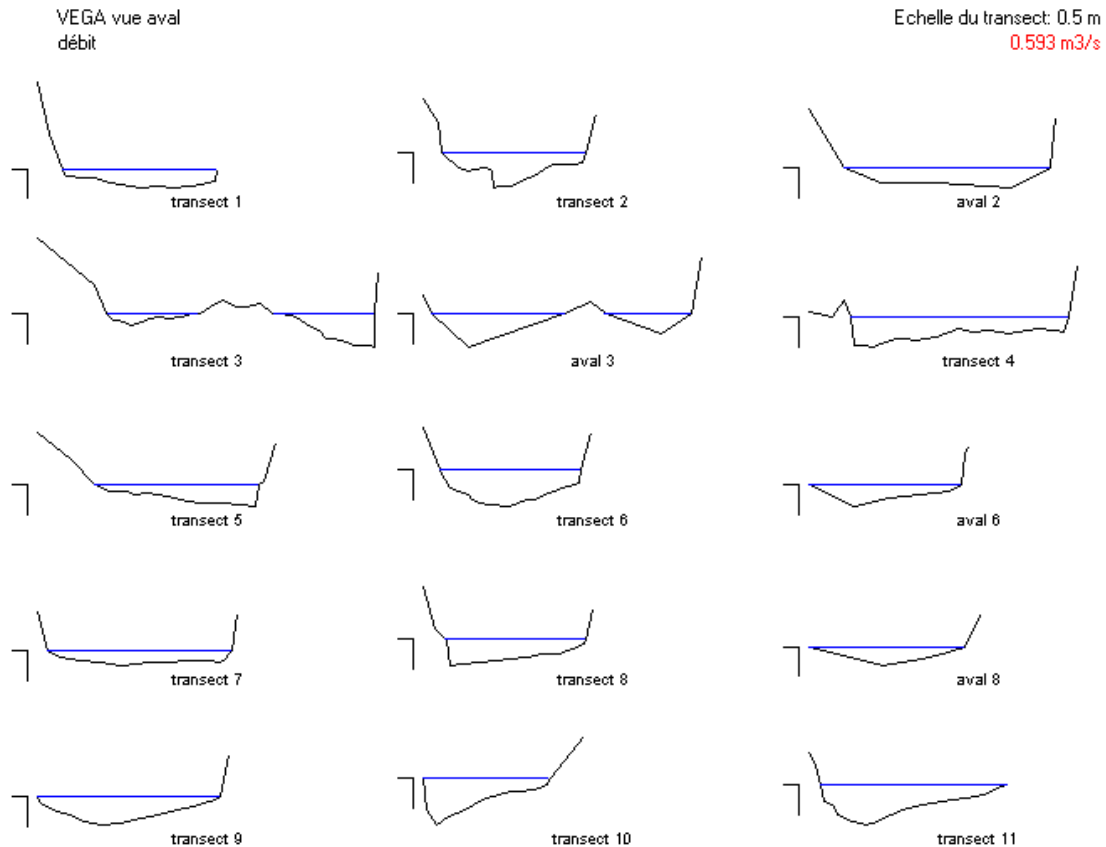 VEGA vue aval
débit
Echelle du transect: 0.5 m
0.593 m3/s
transect 1
transect 2
aval 2
transect 3
aval 3
transect 4
transect 5
transect 6
aval 6
transect 7
transect 8
aval 8
transect 9
transect 10
transect 11